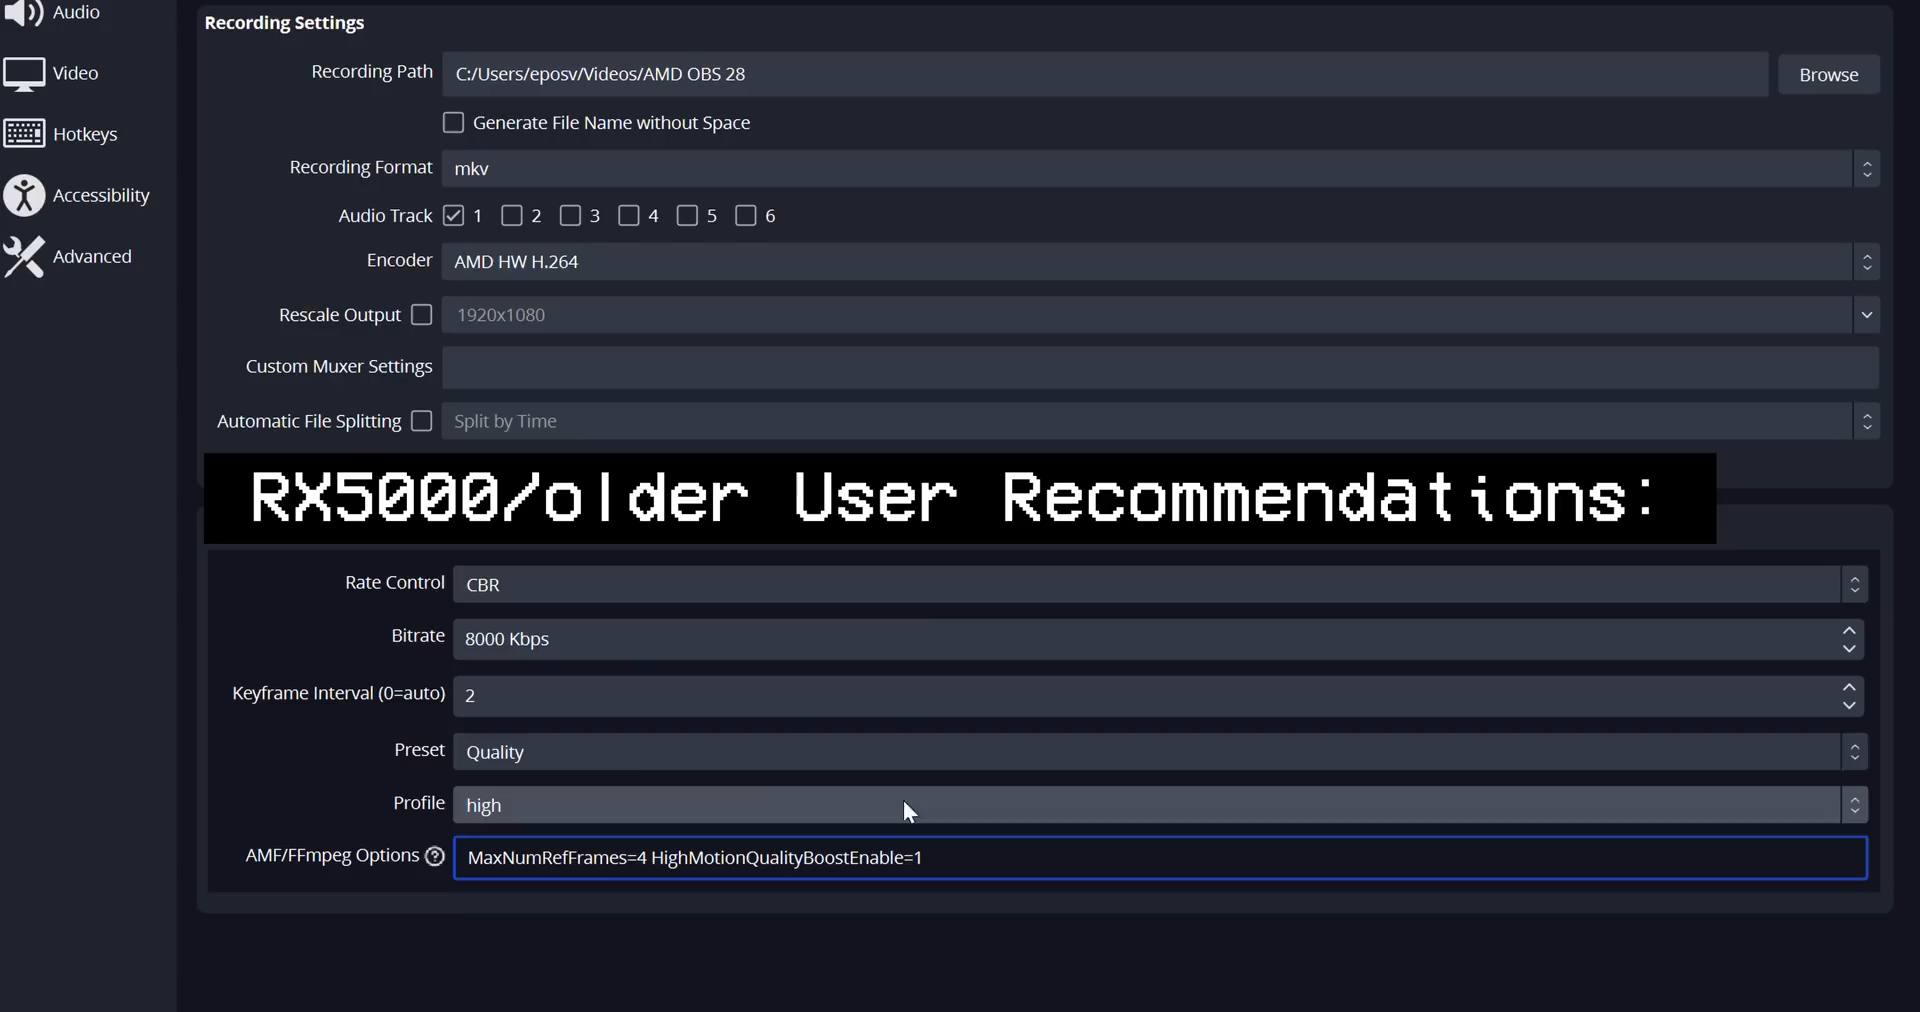 Audio
Video
Hotkeys
Accessibility
Advanced
Recording Settings
Recording Path C:/Users/eposv/Videos/AMD OBS 28 Browse
Generate File Name without Space
Recording Format mkv
Audio Track 1 2 3 4 5 6
Encoder AMD HW H.264
Rescale Output 1920x1080
Custom Muxer Settings
Automatic File Splitting Split by Time
RX5000/older User Recommendations:
Rate Control CBR
Bitrate 8000 Kbps
Keyframe Interval (0=auto) 2
Preset Quality
Profile high
AMF/FFmpeg Options ? MaxNumRefFrames=4 HighMotionQualityBoostEnable=1